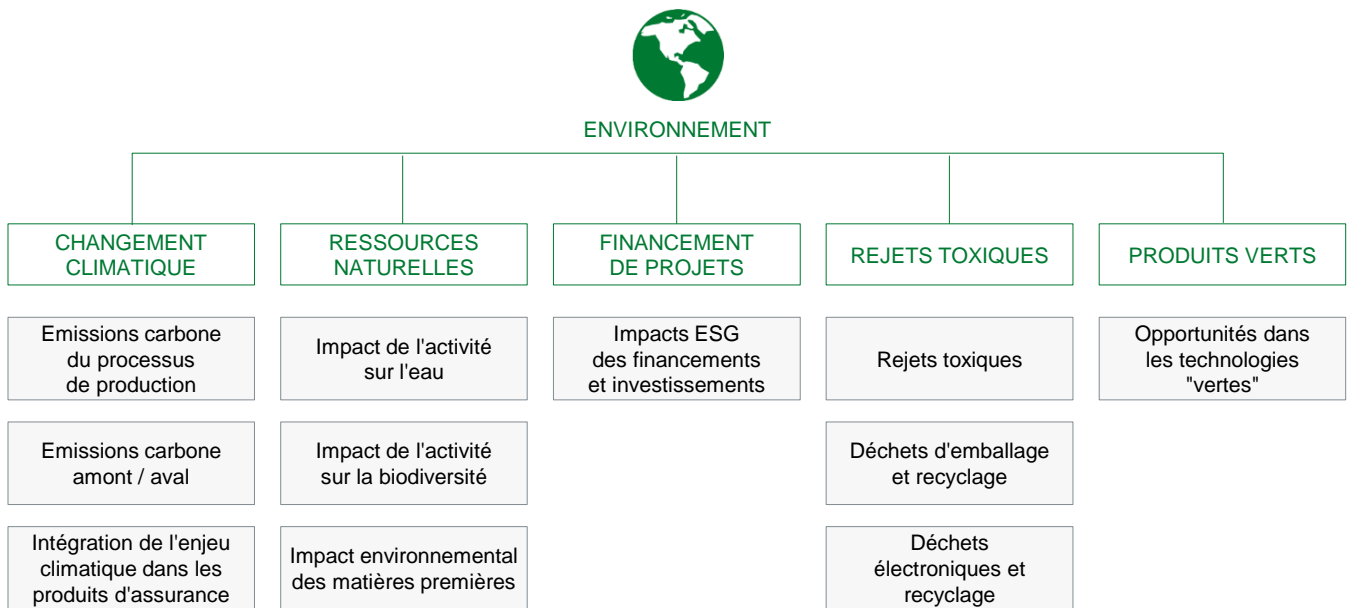 ENVIRONNEMENT
CHANGEMENT
CLIMATIQUE
RESSOURCES
NATURELLES
FINANCEMENT
DE PROJETS
REJETS TOXIQUES
PRODUITS VERTS
Emissions carbone
du processus
de production
Impact de l'activité
sur l'eau
Impacts ESG
des financements
et investissements
Rejets toxiques
Opportunités dans
les technologies
"vertes"
Emissions carbone
amont / aval
Impact de l'activité
sur la biodiversité
Déchets d'emballage
et recyclage
Intégration de l'enjeu
climatique dans les
produits d'assurance
Impact environnemental
des matières premières
Déchets
électroniques et
recyclage